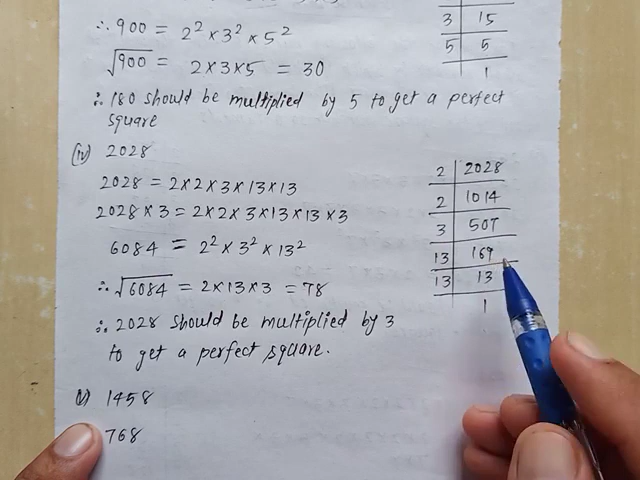 ∴ 900 = 2² × 3² × 5²
√900 = 2×3×5 = 30
∴ 180 should be multiplied by 5 to get a perfect
square
3 | 15
5 | 5
1
(iv) 2028
2028 = 2×2×3×13×13
2028×3 = 2×2×3×13×13×3
6084 = 2² × 3² × 13²
∴ √6084 = 2×13×3 = 78
∴ 2028 should be multiplied by 3
to get a perfect square.
2 | 2028
2 | 1014
3 | 507
13 | 169
13 | 13
1
(v) 1458
768